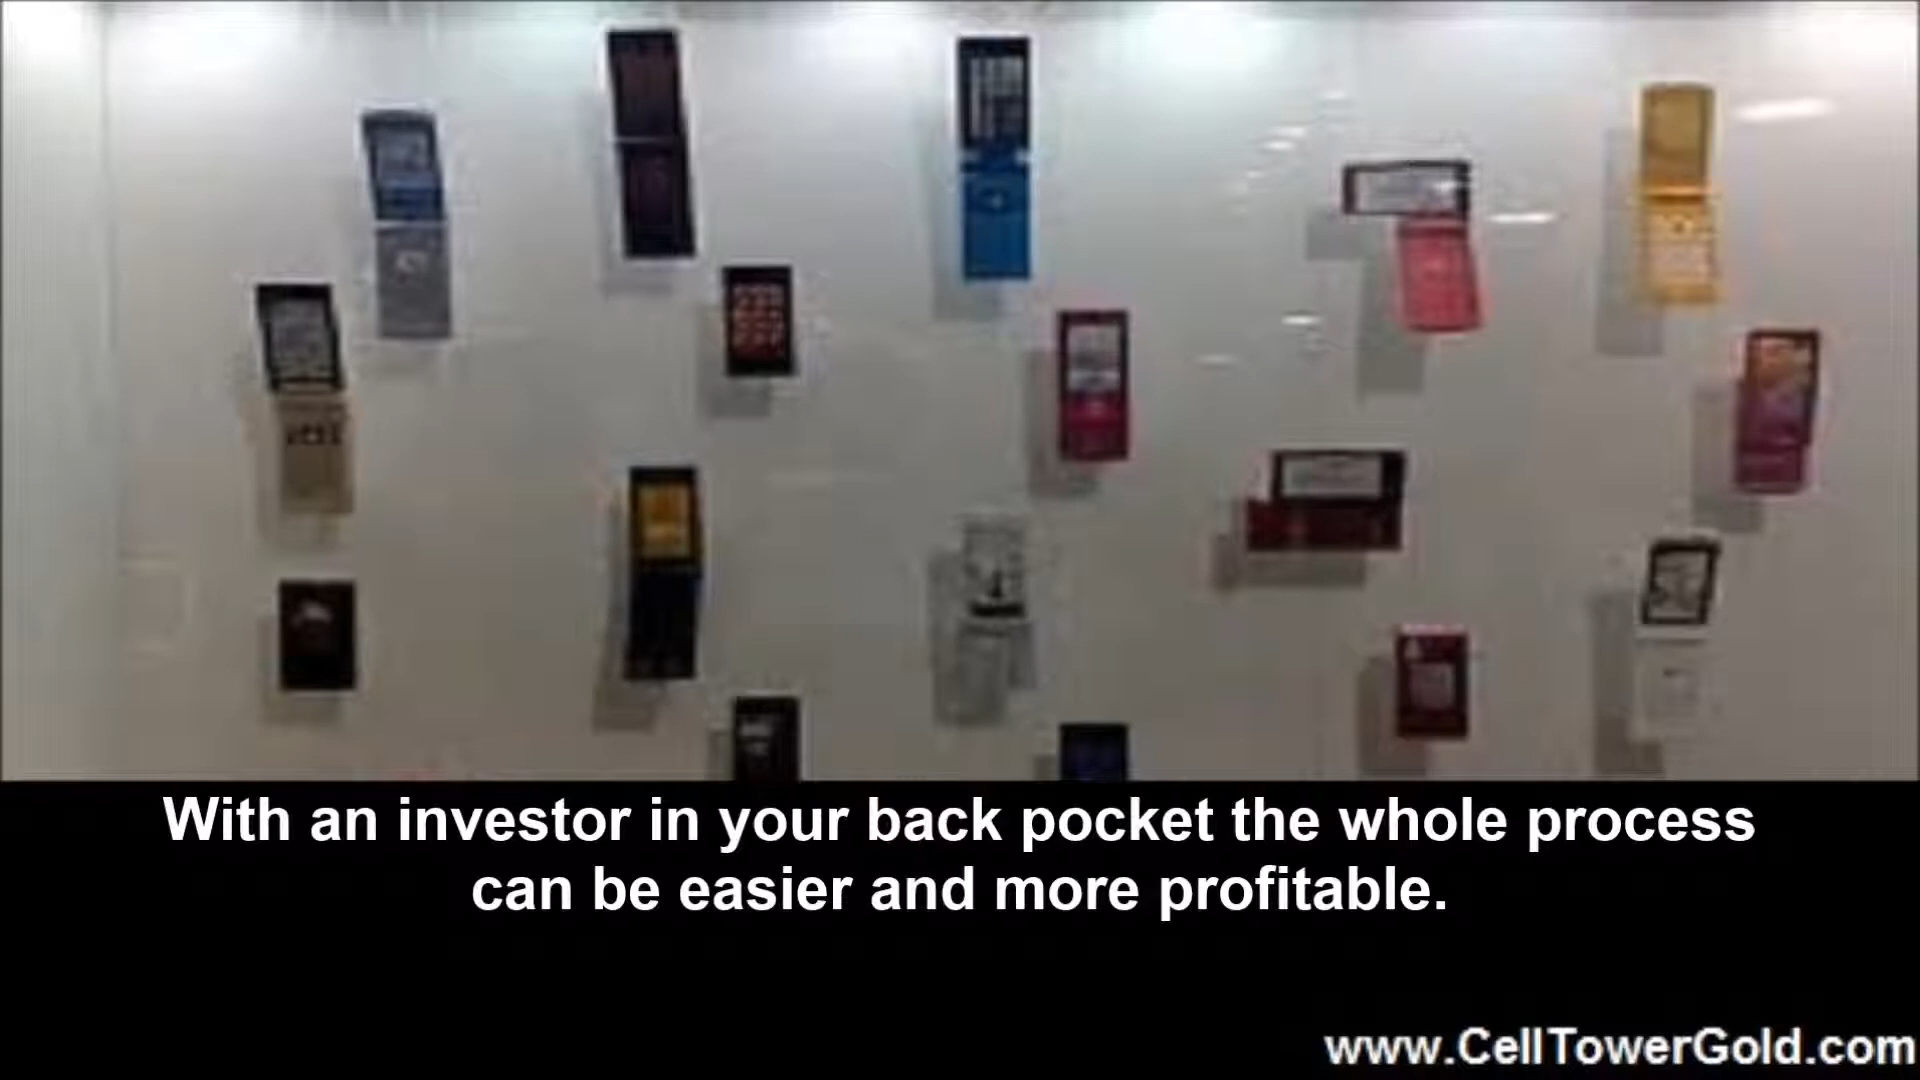 With an investor in your back pocket the whole process
can be easier and more profitable.
www.CellTowerGold.com